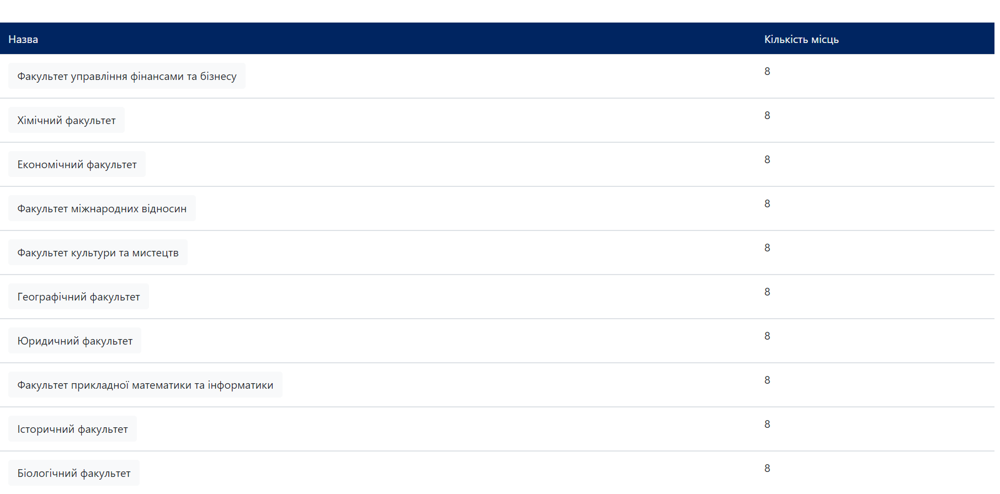 Назва Кількість місць
Факультет управління фінансами та бізнесу 8
Хімічний факультет 8
Економічний факультет 8
Факультет міжнародних відносин 8
Факультет культури та мистецтв 8
Географічний факультет 8
Юридичний факультет 8
Факультет прикладної математики та інформатики 8
Історичний факультет 8
Біологічний факультет 8